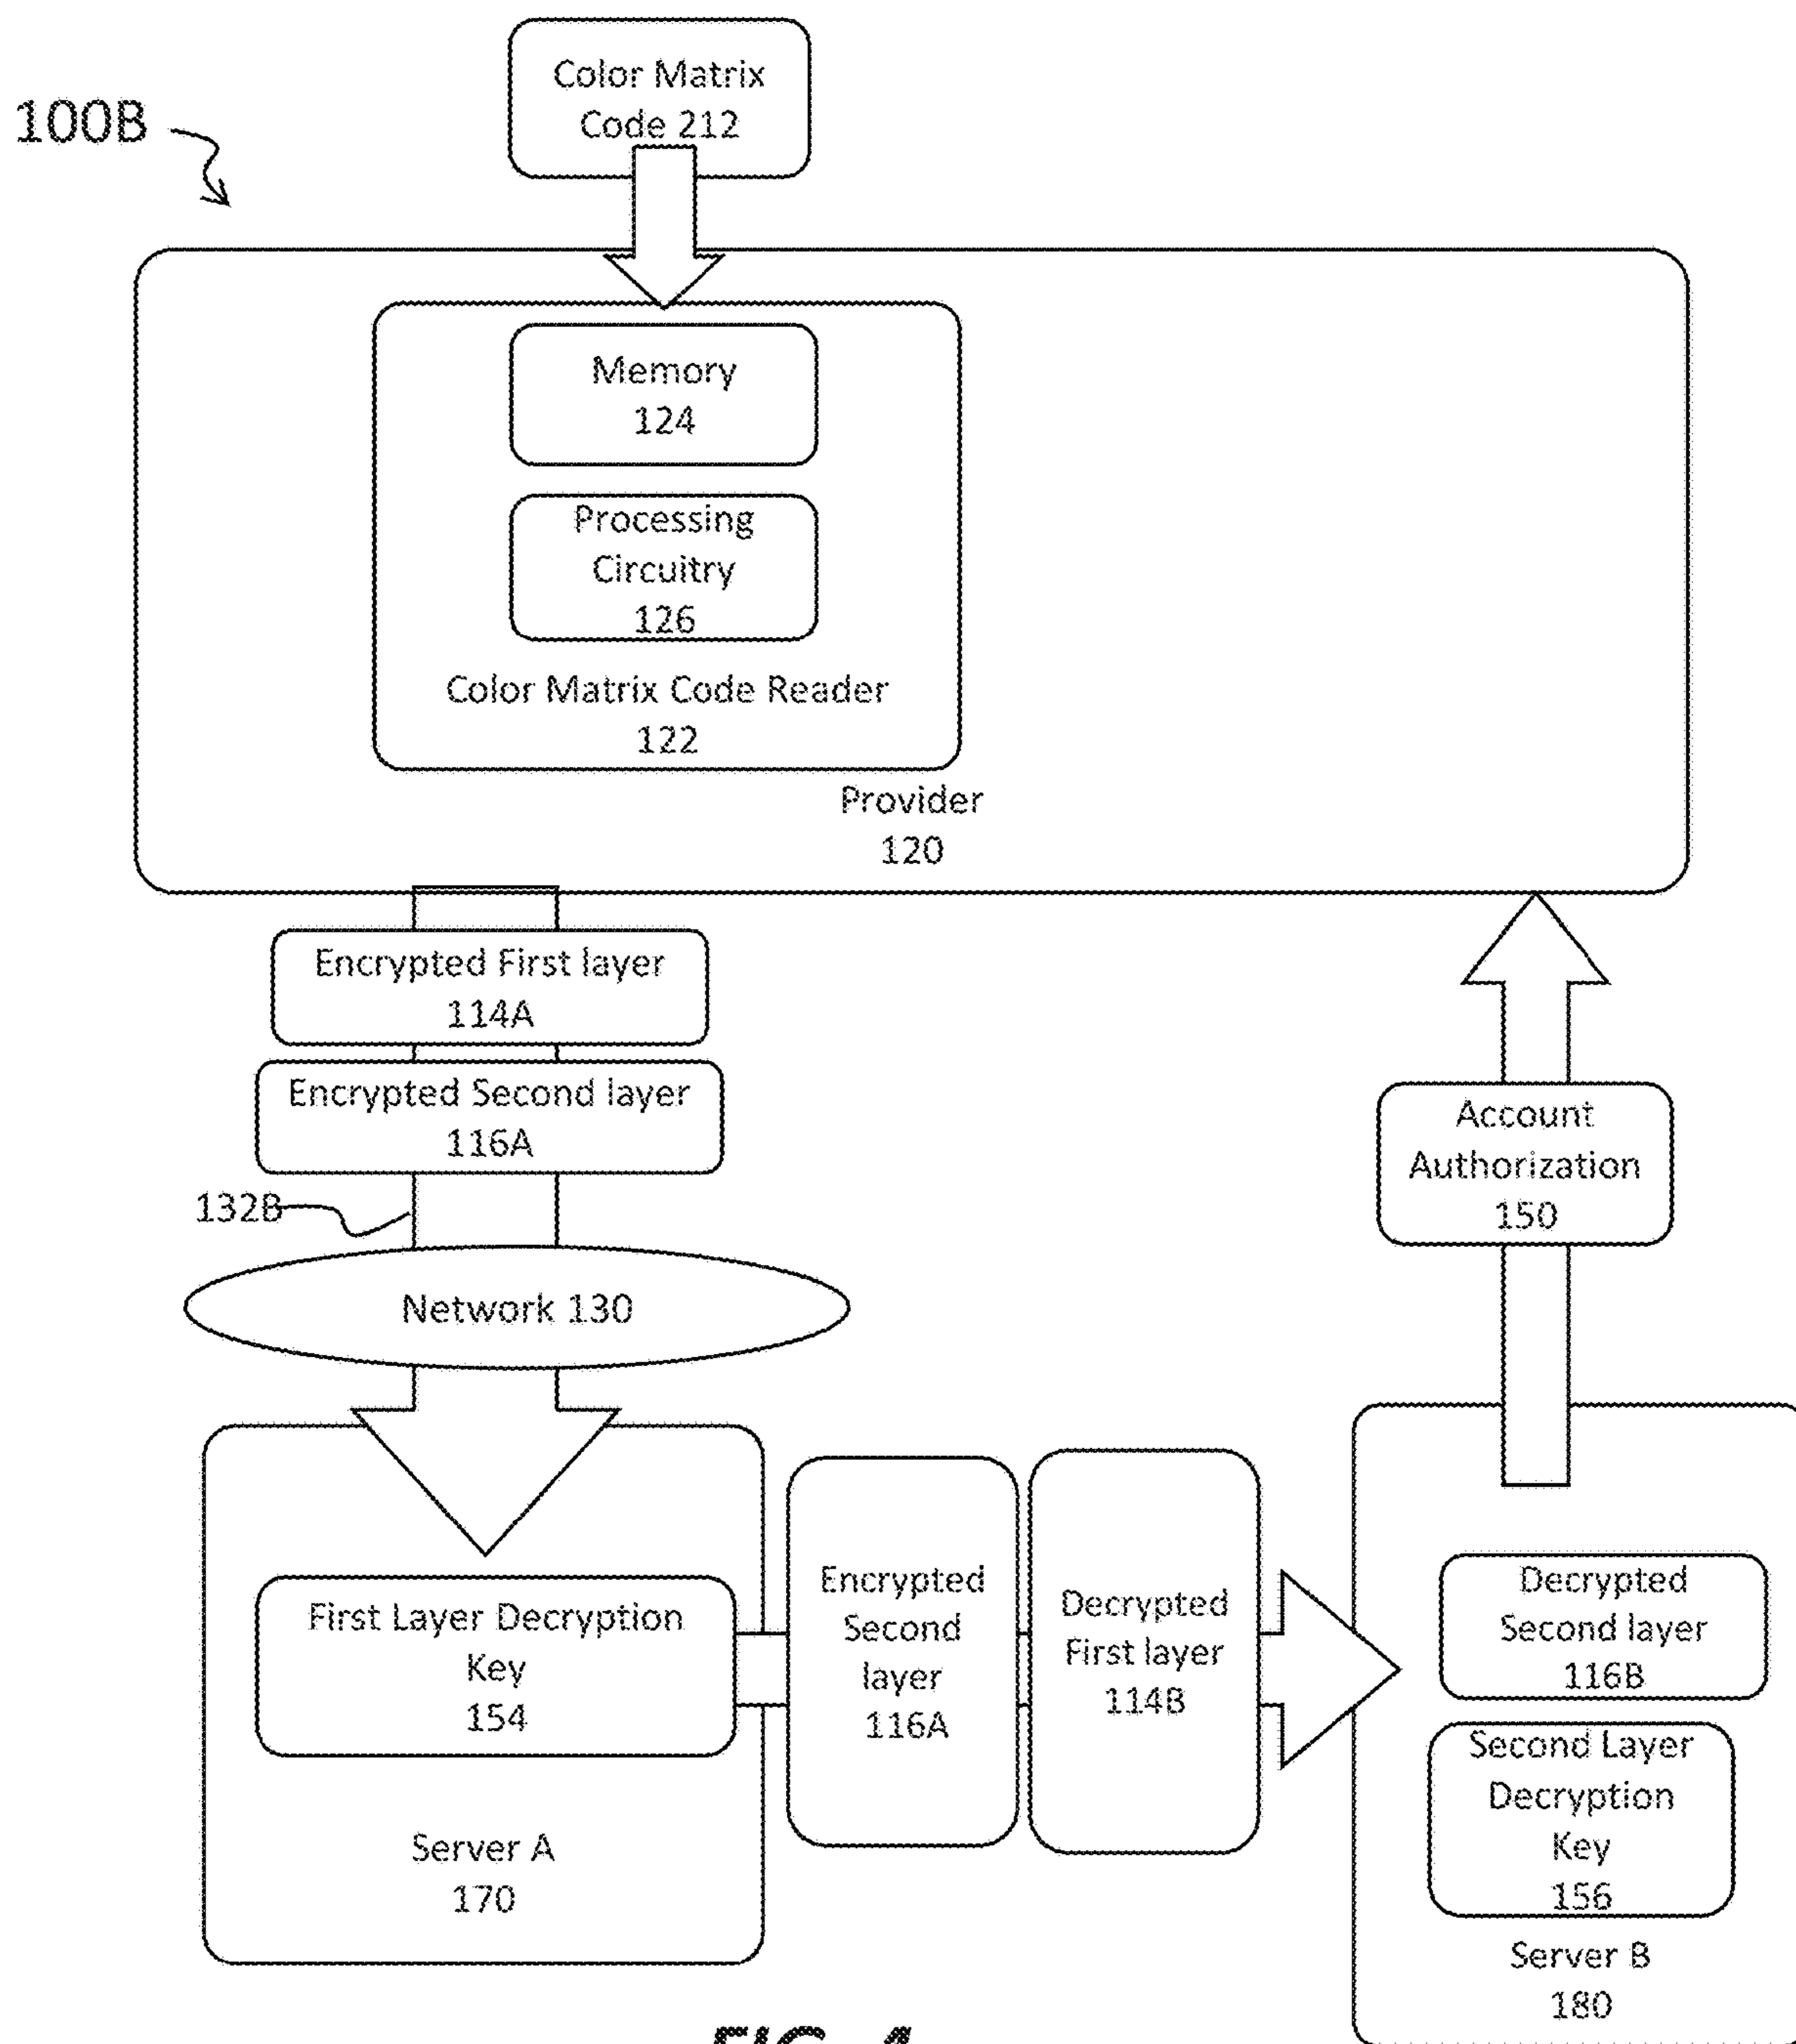 Color Matrix
Code 212
100B
Memory
124
Processing
Circuitry
126
Color Matrix Code Reader
122
Provider
120
Encrypted First layer
114A
Encrypted Second layer
116A
132B
Network 130
Account
Authorization
150
First Layer Decryption
Key
154
Server A
170
Encrypted
Second
layer
116A
Decrypted
First layer
114B
Decrypted
Second layer
116B
Second Layer
Decryption
Key
156
Server B
180
FIG. 4